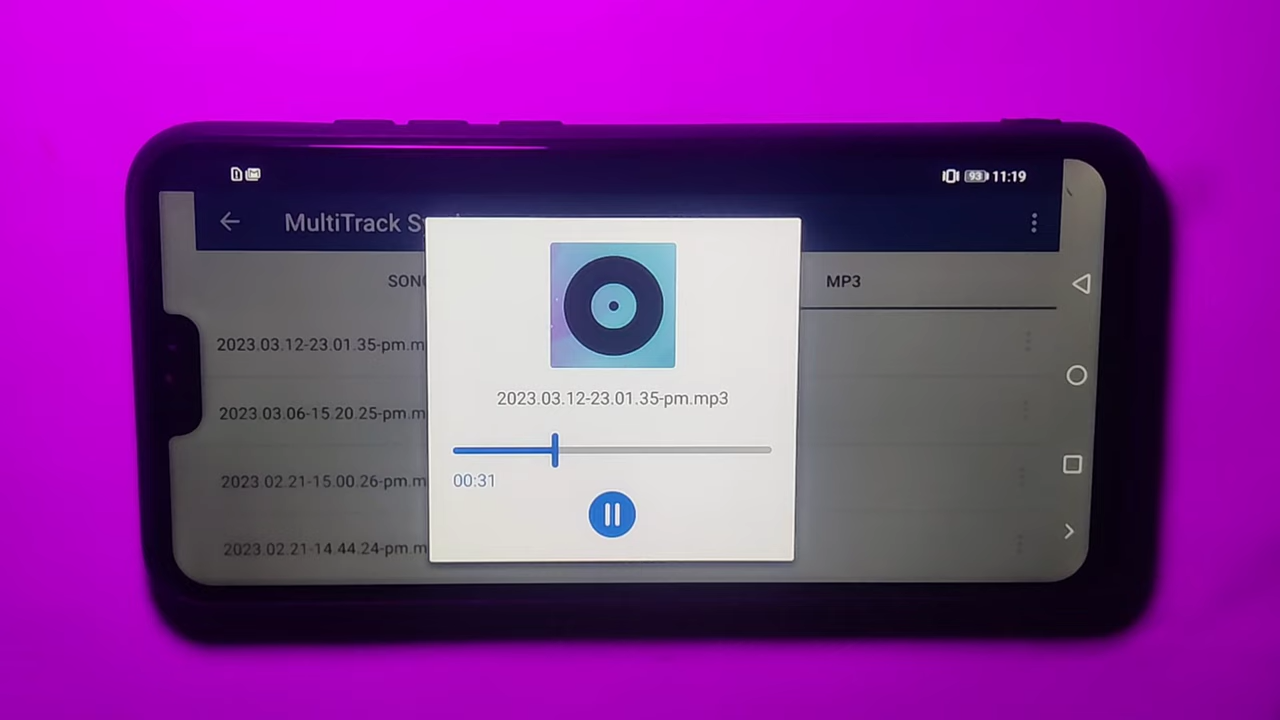 93 11:19
MultiTrack
MP3
2023.03.12-23.01.35-pm.m
2023.03.06-15.20.25-pm.m
2023.02.21-15.00.26-pm.m
2023.02.21-14.44.24-pm.m
2023.03.12-23.01.35-pm.mp3
00:31